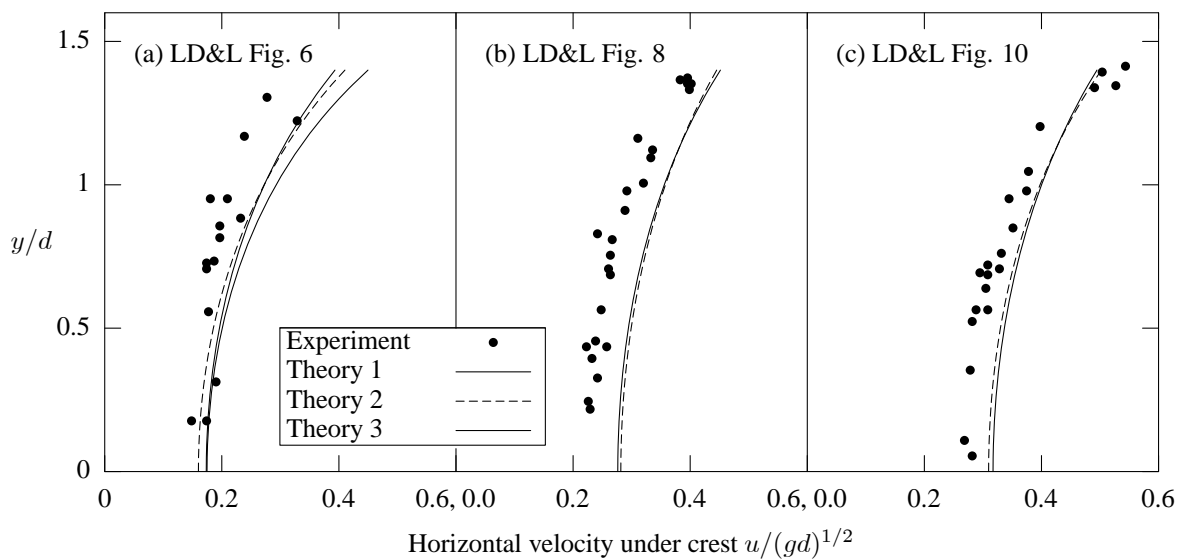 1.5
(a) LD&L Fig. 6
(b) LD&L Fig. 8
(c) LD&L Fig. 10
1
y/d
0.5
Experiment
Theory 1
Theory 2
Theory 3
0
0 0.2 0.4 0.6, 0.0 0.2 0.4 0.6, 0.0 0.2 0.4 0.6
Horizontal velocity under crest u/(gd)^{1/2}